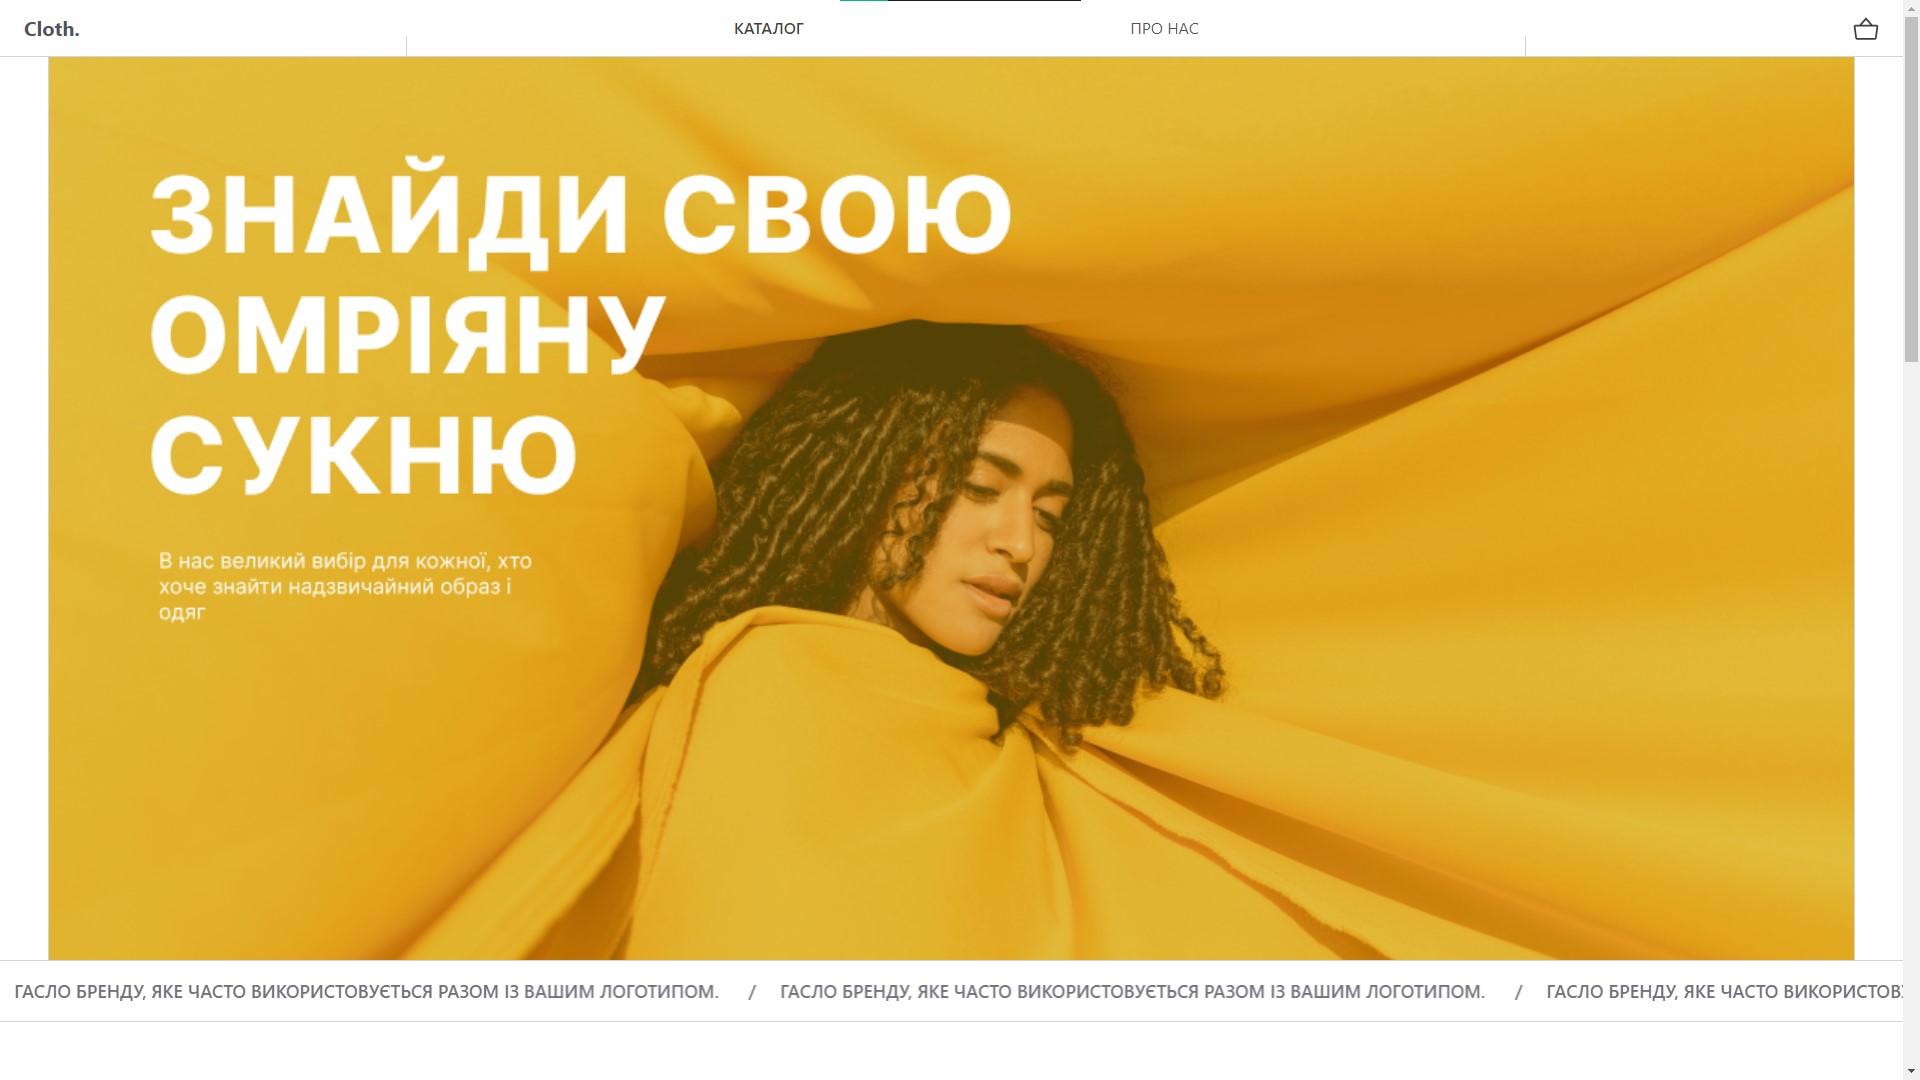 Cloth.
КАТАЛОГ
ПРО НАС
ЗНАЙДИ СВОЮ
ОМРІЯНУ
СУКНЮ
В нас великий вибір для кожної, хто
хоче знайти надзвичайний образ і
одяг
ГАСЛО БРЕНДУ, ЯКЕ ЧАСТО ВИКОРИСТОВУЄТЬСЯ РАЗОМ ІЗ ВАШИМ ЛОГОТИПОМ. / ГАСЛО БРЕНДУ, ЯКЕ ЧАСТО ВИКОРИСТОВУЄТЬСЯ РАЗОМ ІЗ ВАШИМ ЛОГОТИПОМ. / ГАСЛО БРЕНДУ, ЯКЕ ЧАСТО